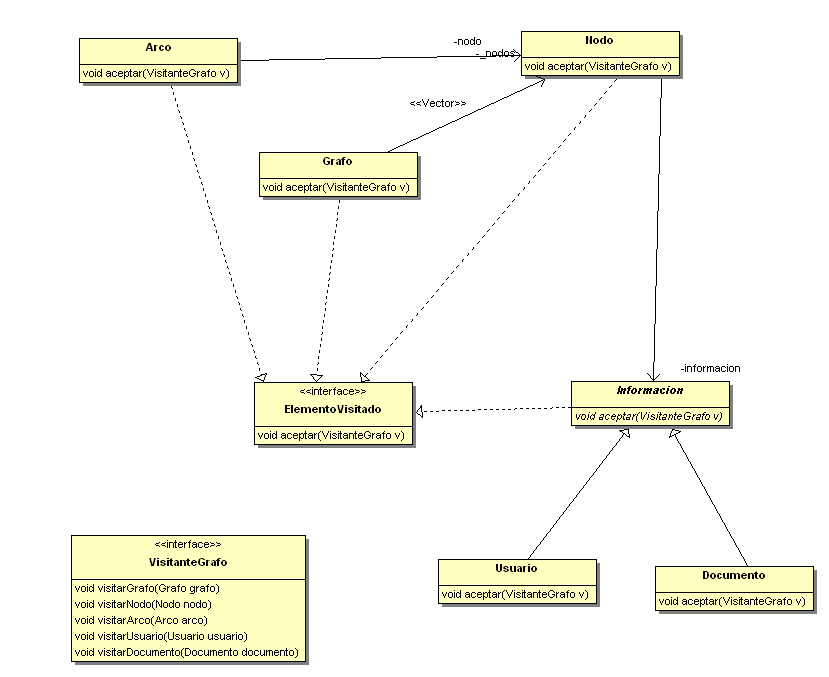 Arco
void aceptar(VisitanteGrafo v)
-nodo
-_nodos
Nodo
void aceptar(VisitanteGrafo v)
<<Vector>>
Grafo
void aceptar(VisitanteGrafo v)
-informacion
<<interface>>
ElementoVisitado
void aceptar(VisitanteGrafo v)
Informacion
void aceptar(VisitanteGrafo v)
<<interface>>
VisitanteGrafo
void visitarGrafo(Grafo grafo)
void visitarNodo(Nodo nodo)
void visitarArco(Arco arco)
void visitarUsuario(Usuario usuario)
void visitarDocumento(Documento documento)
Usuario
void aceptar(VisitanteGrafo v)
Documento
void aceptar(VisitanteGrafo v)